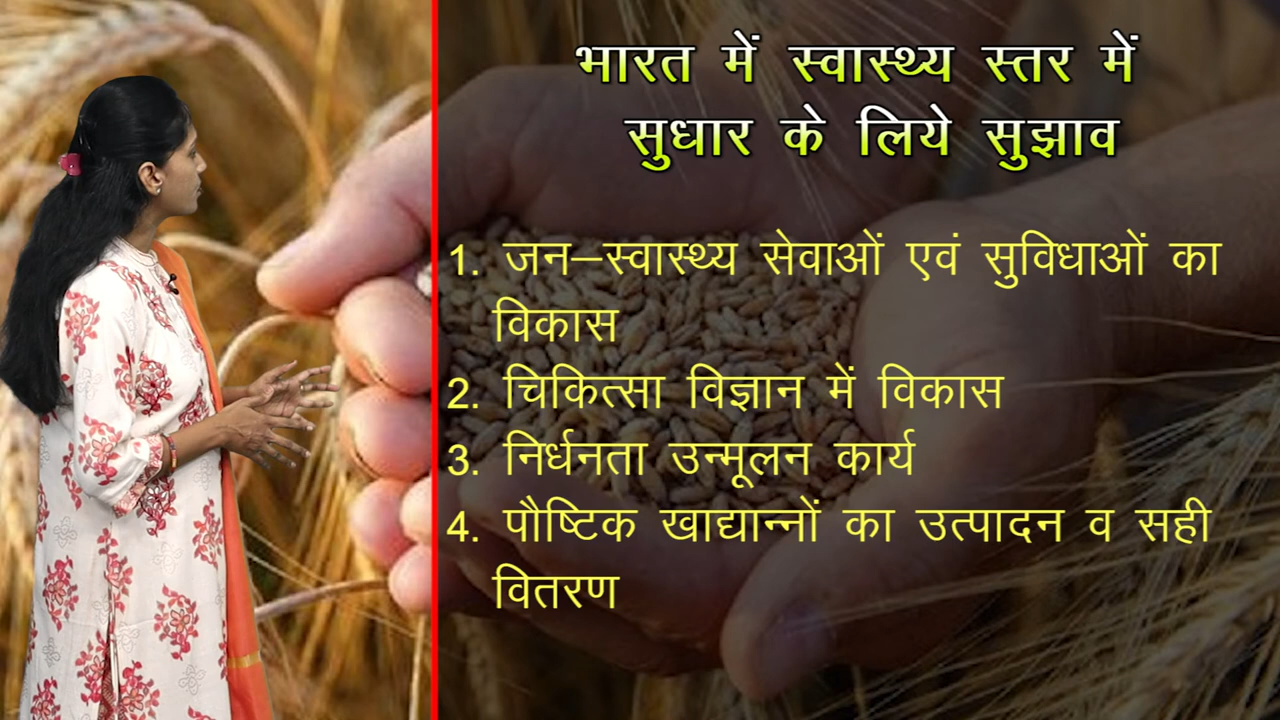 भारत में स्वास्थ्य स्तर में
सुधार के लिये सुझाव
1. जन–स्वास्थ्य सेवाओं एवं सुविधाओं का
विकास
2. चिकित्सा विज्ञान में विकास
3. निर्धनता उन्मूलन कार्य
4. पौष्टिक खाद्यान्नों का उत्पादन व सही
वितरण